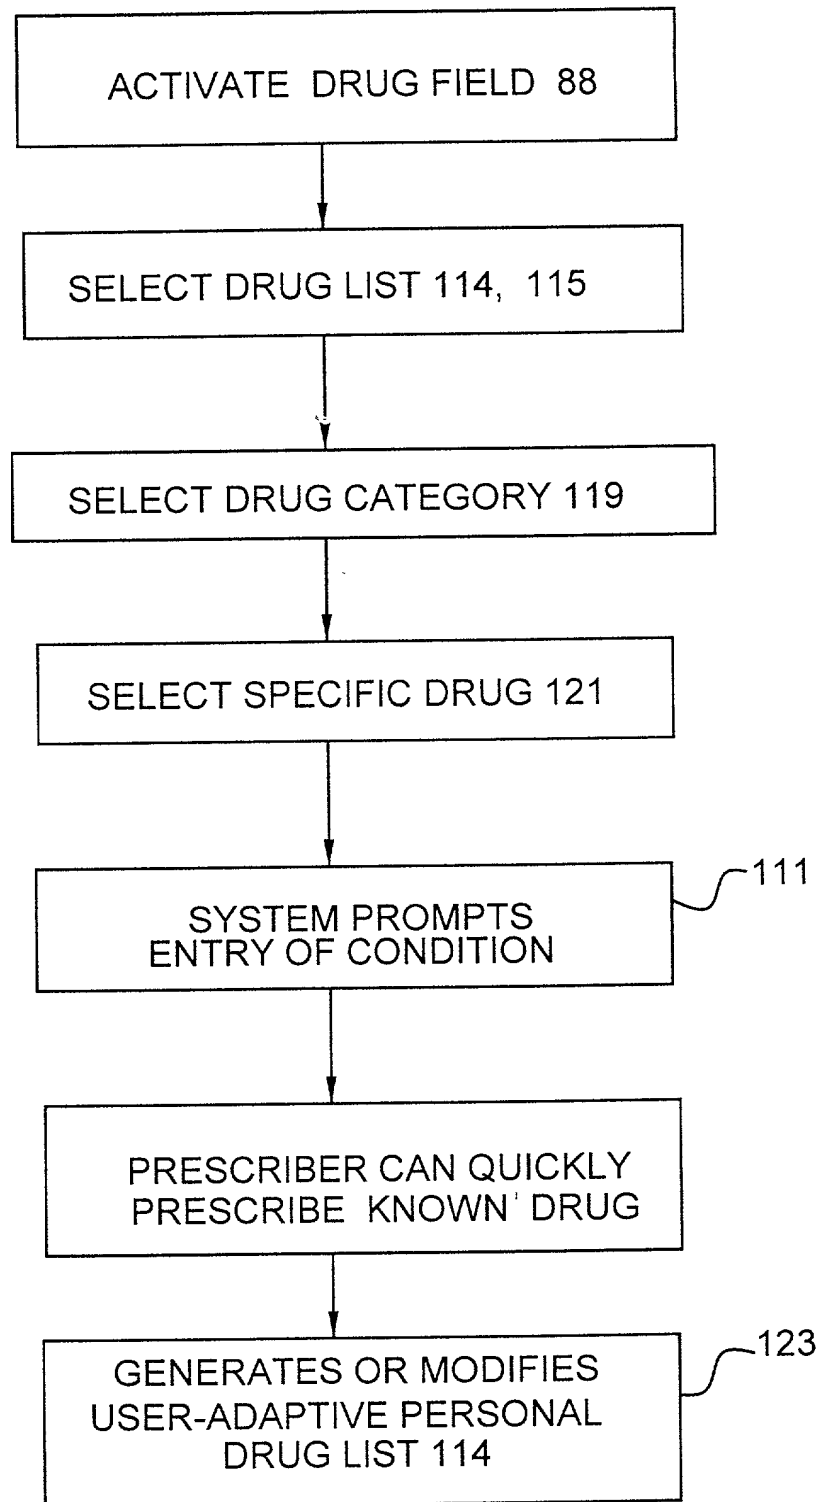 ACTIVATE DRUG FIELD 88
SELECT DRUG LIST 114, 115
SELECT DRUG CATEGORY 119
SELECT SPECIFIC DRUG 121
111
SYSTEM PROMPTS
ENTRY OF CONDITION
PRESCRIBER CAN QUICKLY
PRESCRIBE KNOWN DRUG
123
GENERATES OR MODIFIES
USER-ADAPTIVE PERSONAL
DRUG LIST 114